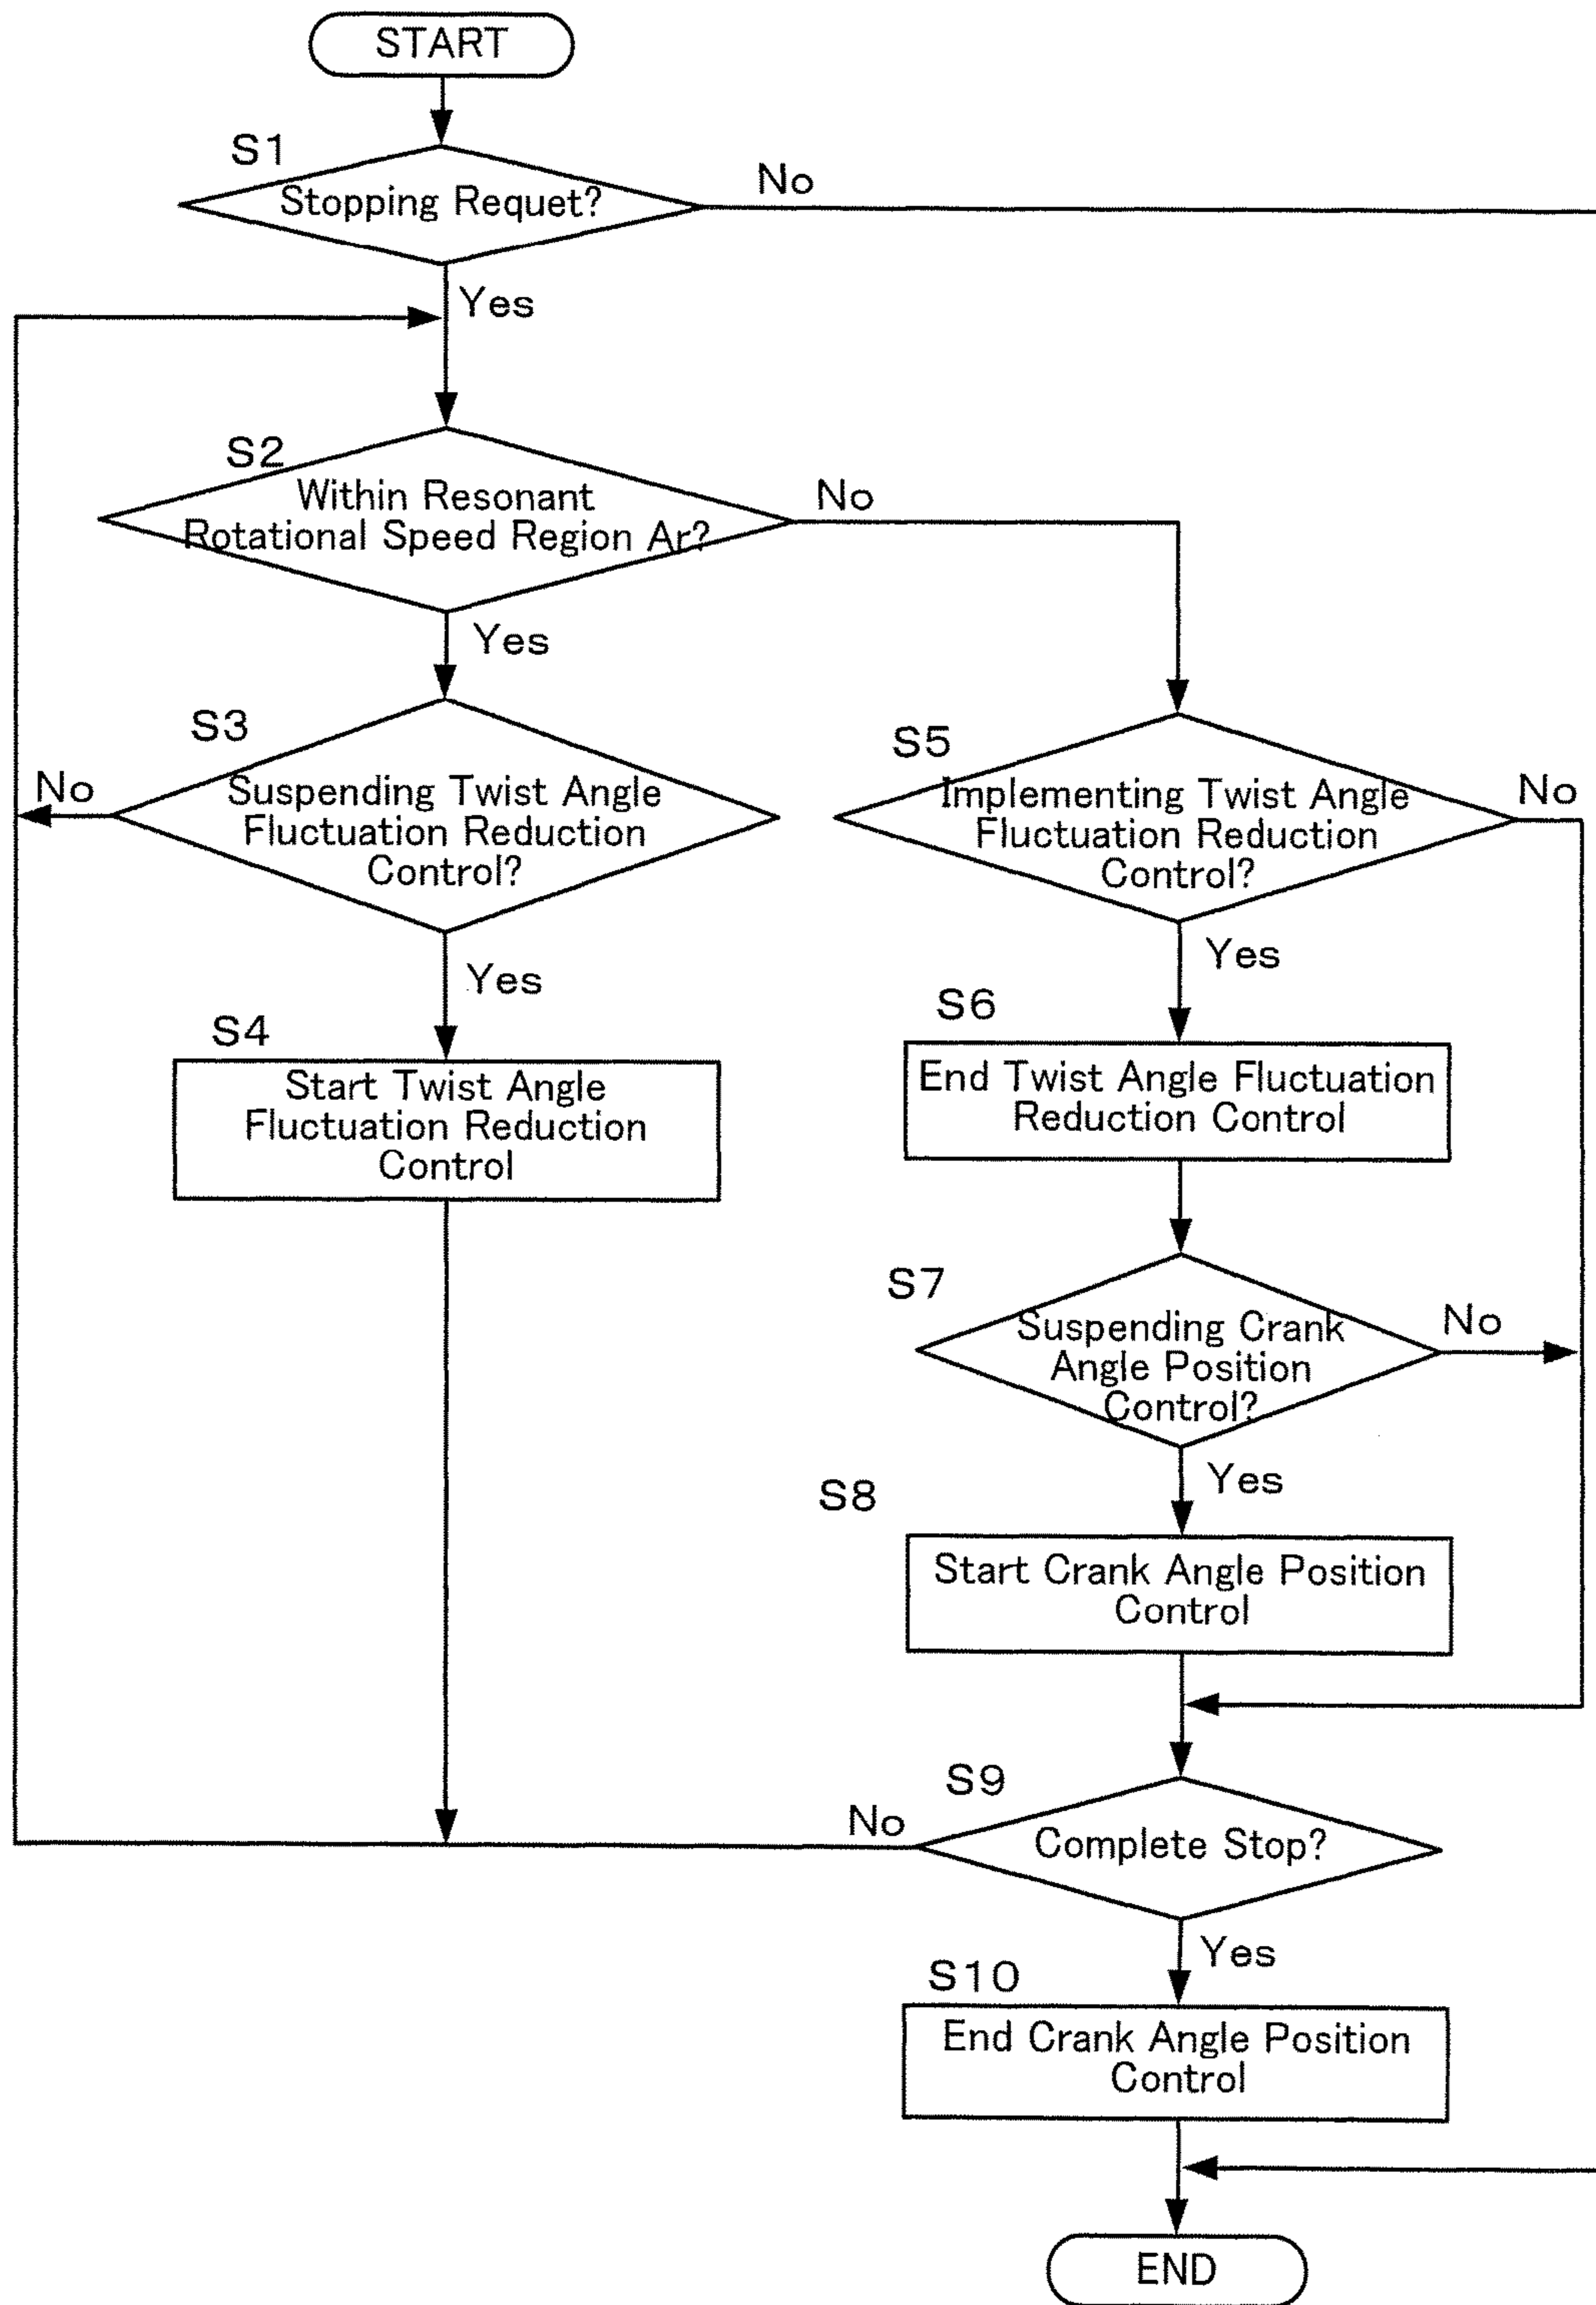 START
S1
Stopping Requet?
No
Yes
S2
Within Resonant
Rotational Speed Region Ar?
No
Yes
S3
Suspending Twist Angle
Fluctuation Reduction
Control?
No
Yes
S4
Start Twist Angle
Fluctuation Reduction
Control
S5
Implementing Twist Angle
Fluctuation Reduction
Control?
No
Yes
S6
End Twist Angle Fluctuation
Reduction Control
S7
Suspending Crank
Angle Position
Control?
No
Yes
S8
Start Crank Angle Position
Control
S9
Complete Stop?
No
Yes
S10
End Crank Angle Position
Control
END